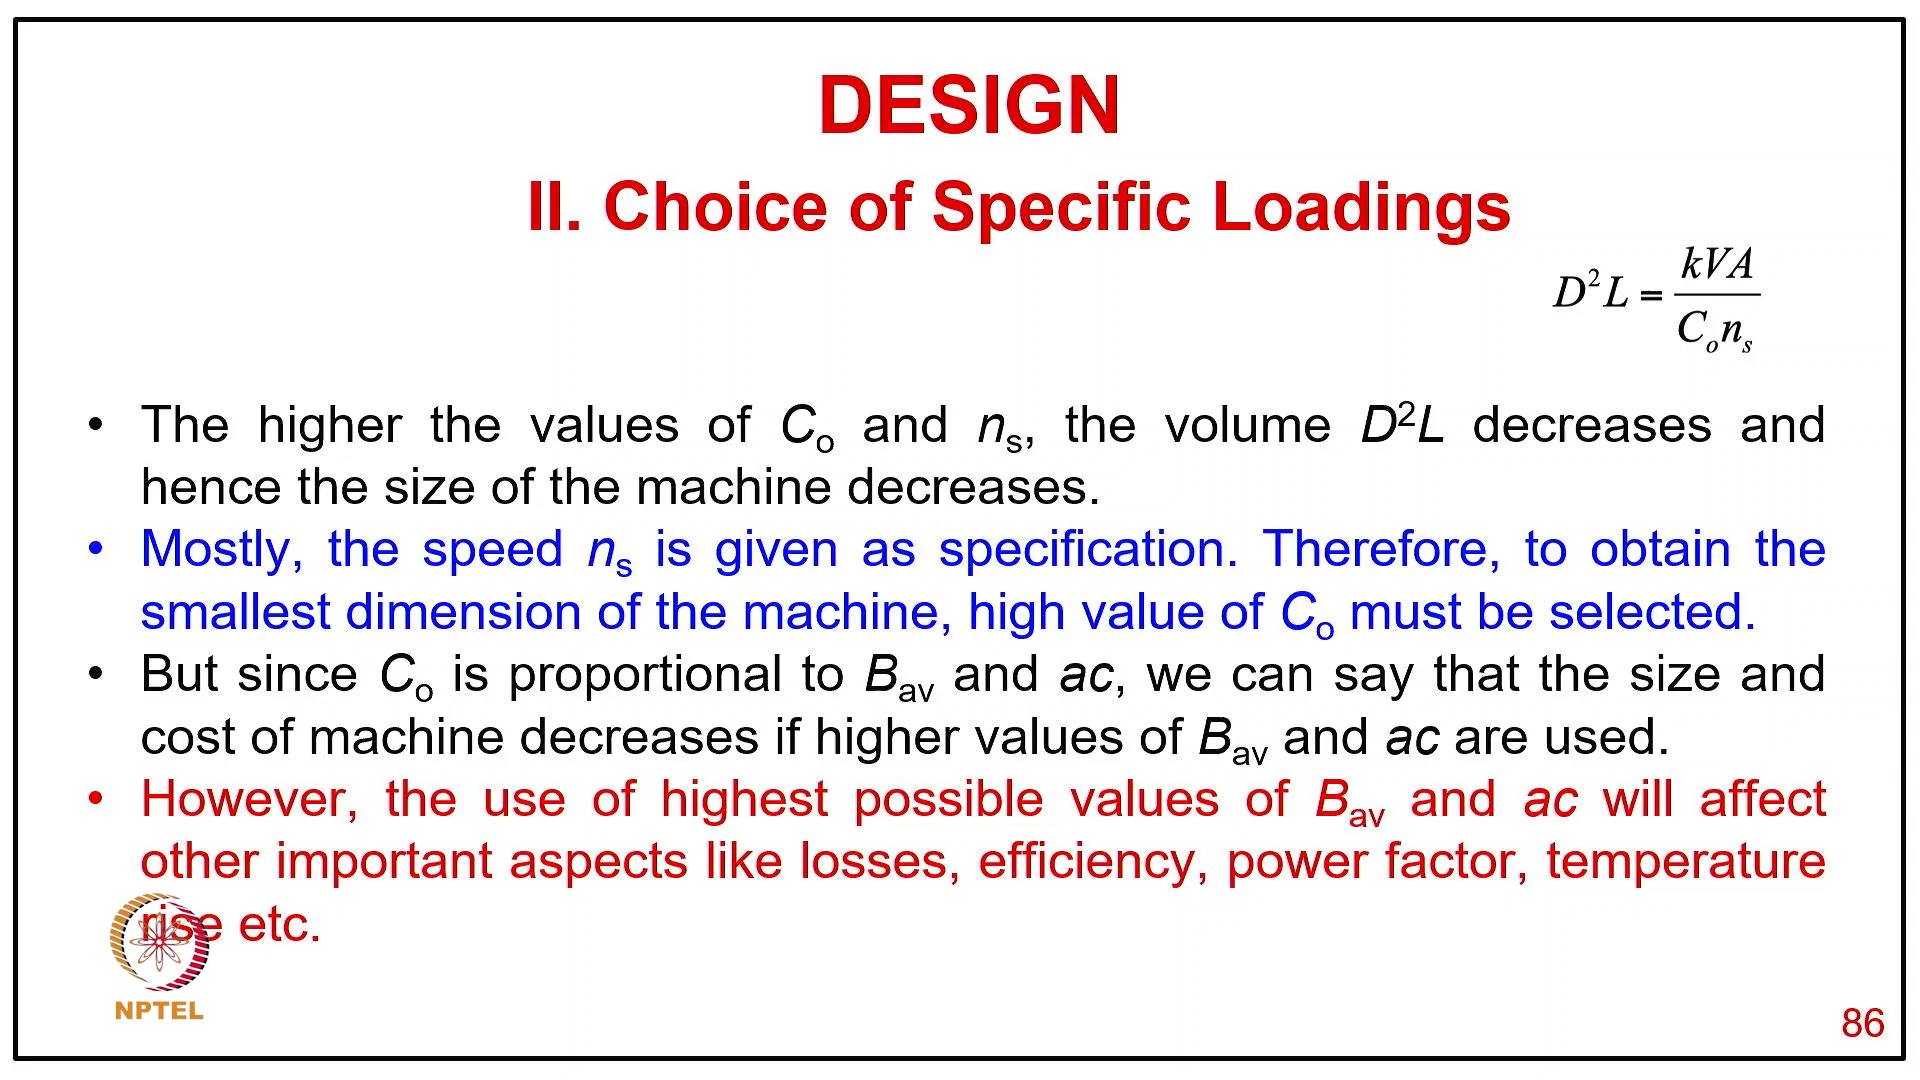 DESIGN
II. Choice of Specific Loadings
D²L = kVA / Cₒnₛ
• The higher the values of Cₒ and nₛ, the volume D²L decreases and
hence the size of the machine decreases.
• Mostly, the speed nₛ is given as specification. Therefore, to obtain the
smallest dimension of the machine, high value of Cₒ must be selected.
• But since Cₒ is proportional to Bav and ac, we can say that the size and
cost of machine decreases if higher values of Bav and ac are used.
• However, the use of highest possible values of Bav and ac will affect
other important aspects like losses, efficiency, power factor, temperature
rise etc.
NPTEL
86